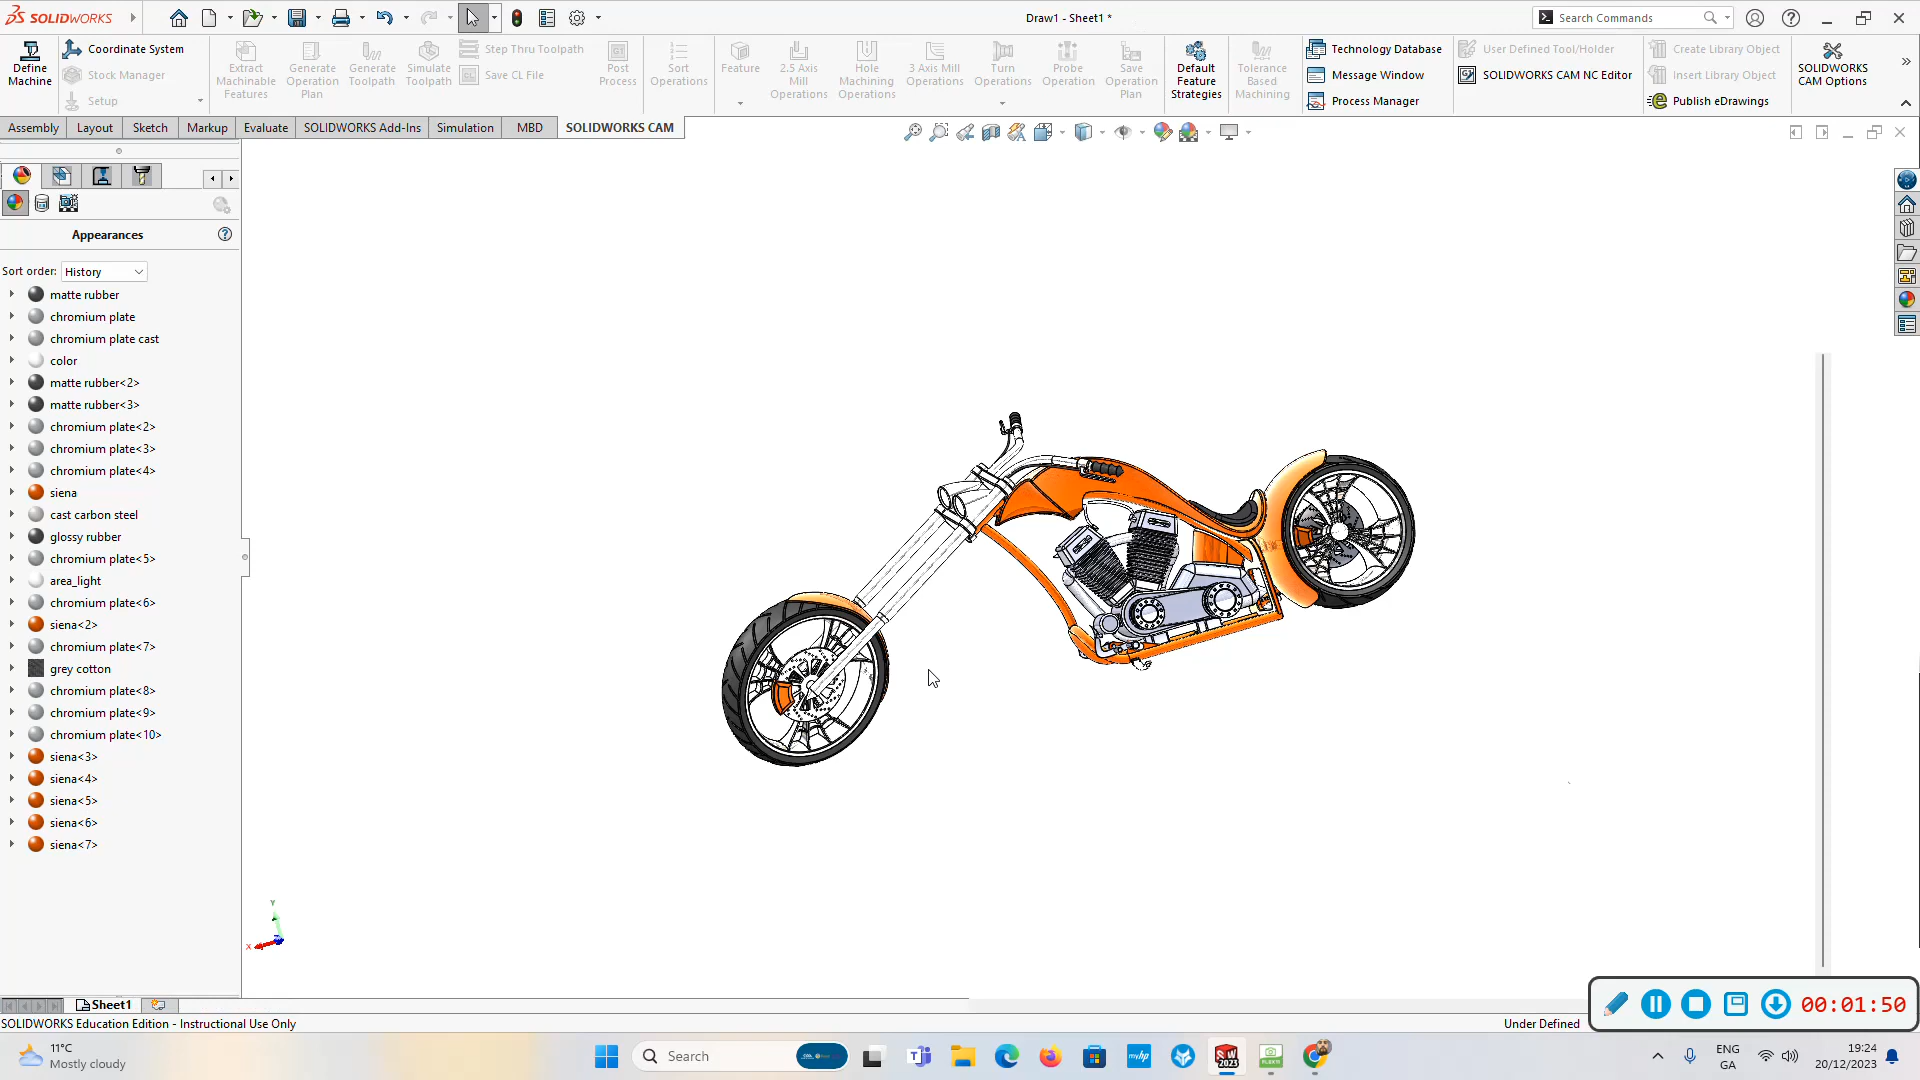 SOLIDWORKS
Draw1 - Sheet1 *
Search Commands
Define Machine
Coordinate System
Stock Manager
Setup
Extract Machinable Features
Generate Operation Plan
Generate Toolpath
Simulate Toolpath
Step Thru Toolpath
Save CL File
Post Process
Sort Operations
Feature
2.5 Axis Mill Operations
Hole Machining Operations
3 Axis Mill Operations
Turn Operations
Probe Operation
Save Operation Plan
Default Feature Strategies
Tolerance Based Machining
Technology Database
Message Window
Process Manager
User Defined Tool/Holder
SOLIDWORKS CAM NC Editor
Create Library Object
Insert Library Object
Publish eDrawings
SOLIDWORKS CAM Options
Assembly
Layout
Sketch
Markup
Evaluate
SOLIDWORKS Add-Ins
Simulation
MBD
SOLIDWORKS CAM
Appearances
Sort order: History
matte rubber
chromium plate
chromium plate cast
color
matte rubber<2>
matte rubber<3>
chromium plate<2>
chromium plate<3>
chromium plate<4>
siena
cast carbon steel
glossy rubber
chromium plate<5>
area_light
chromium plate<6>
siena<2>
chromium plate<7>
grey cotton
chromium plate<8>
chromium plate<9>
chromium plate<10>
siena<3>
siena<4>
siena<5>
siena<6>
siena<7>
Y
X
Sheet1
SOLIDWORKS Education Edition - Instructional Use Only
Under Defined
00:01:50
11°C
Mostly cloudy
Search
ENG
GA
19:24
20/12/2023